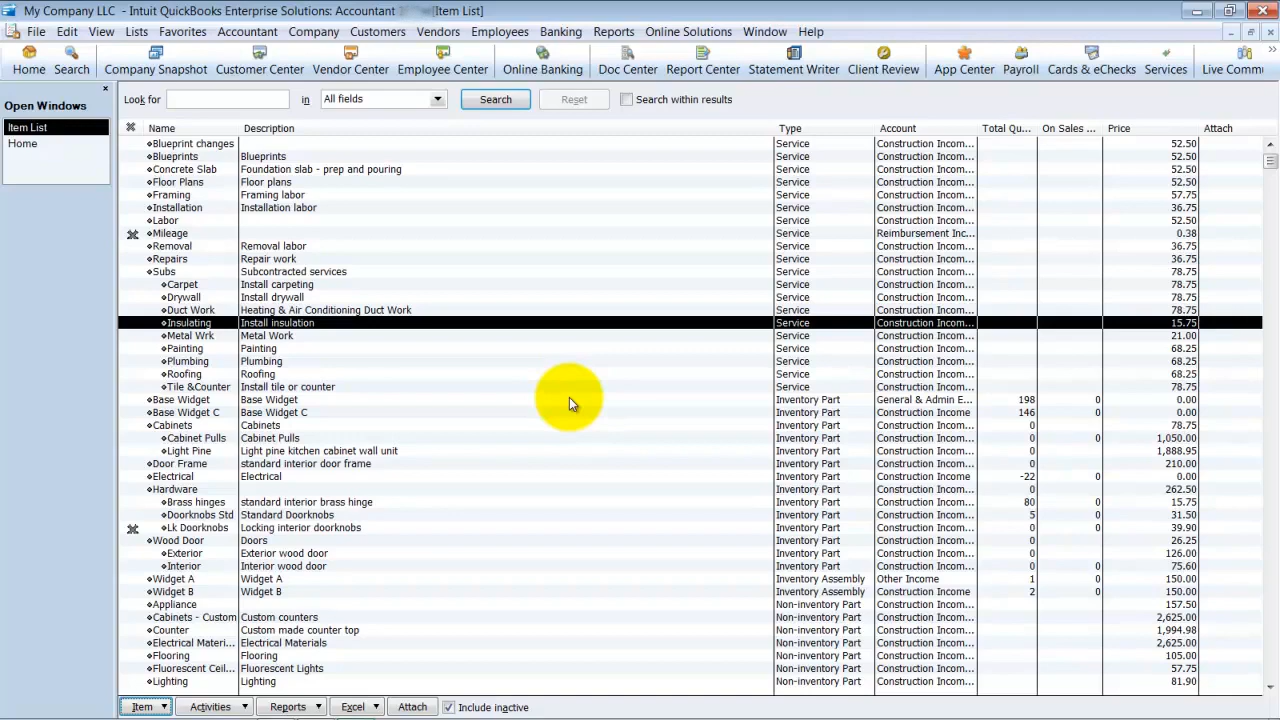 My Company LLC - Intuit QuickBooks Enterprise Solutions: Accountant [Item List]
File Edit View Lists Favorites Accountant Company Customers Vendors Employees Banking Reports Online Solutions Window Help
Home Search Company Snapshot Customer Center Vendor Center Employee Center Online Banking Doc Center Report Center Statement Writer Client Review App Center Payroll Cards & eChecks Services Live Commu
Open Windows
Item List
Home
Look for in All fields Search Reset Search within results
Name Description Type Account Total Qu... On Sales ... Price Attach
Blueprint changes Service Construction Incom... 52.50
Blueprints Blueprints Service Construction Incom... 52.50
Concrete Slab Foundation slab - prep and pouring Service Construction Incom... 52.50
Floor Plans Floor plans Service Construction Incom... 52.50
Framing Framing labor Service Construction Incom... 57.75
Installation Installation labor Service Construction Incom... 36.75
Labor Service Construction Incom... 52.50
Mileage Service Reimbursement Inc... 0.38
Removal Removal labor Service Construction Incom... 36.75
Repairs Repair work Service Construction Incom... 36.75
Subs Subcontracted services Service Construction Incom... 78.75
Carpet Install carpeting Service Construction Incom... 78.75
Drywall Install drywall Service Construction Incom... 78.75
Duct Work Heating & Air Conditioning Duct Work Service Construction Incom... 78.75
Insulating Install insulation Service Construction Incom... 15.75
Metal Wrk Metal Work Service Construction Incom... 21.00
Painting Painting Service Construction Incom... 68.25
Plumbing Plumbing Service Construction Incom... 68.25
Roofing Roofing Service Construction Incom... 68.25
Tile &Counter Install tile or counter Service Construction Incom... 78.75
Base Widget Base Widget Inventory Part General & Admin E... 198 0 0.00
Base Widget C Base Widget C Inventory Part Construction Income 146 0 0.00
Cabinets Cabinets Inventory Part Construction Incom... 0 78.75
Cabinet Pulls Cabinet Pulls Inventory Part Construction Incom... 0 0 1,050.00
Light Pine Light pine kitchen cabinet wall unit Inventory Part Construction Incom... 0 1,888.95
Door Frame standard interior door frame Inventory Part Construction Incom... 0 210.00
Electrical Electrical Inventory Part Construction Income -22 0 0.00
Hardware Inventory Part Construction Incom... 0 262.50
Brass hinges standard interior brass hinge Inventory Part Construction Incom... 80 0 15.75
Doorknobs Std Standard Doorknobs Inventory Part Construction Incom... 5 0 31.50
Lk Doorknobs Locking interior doorknobs Inventory Part Construction Incom... 0 0 39.90
Wood Door Doors Inventory Part Construction Incom... 0 26.25
Exterior Exterior wood door Inventory Part Construction Incom... 0 126.00
Interior Interior wood door Inventory Part Construction Incom... 0 0 75.60
Widget A Widget A Inventory Assembly Other Income 1 0 150.00
Widget B Widget B Inventory Assembly Construction Income 2 0 150.00
Appliance Non-inventory Part Construction Incom... 157.50
Cabinets - Custom Custom counters Non-inventory Part Construction Incom... 2,625.00
Counter Custom made counter top Non-inventory Part Construction Incom... 1,994.98
Electrical Materi... Electrical Materials Non-inventory Part Construction Incom... 2,625.00
Flooring Flooring Non-inventory Part Construction Incom... 105.00
Fluorescent Ceil... Fluorescent Lights Non-inventory Part Construction Incom... 57.75
Lighting Lighting Non-inventory Part Construction Incom... 81.90
Item Activities Reports Excel Attach Include inactive